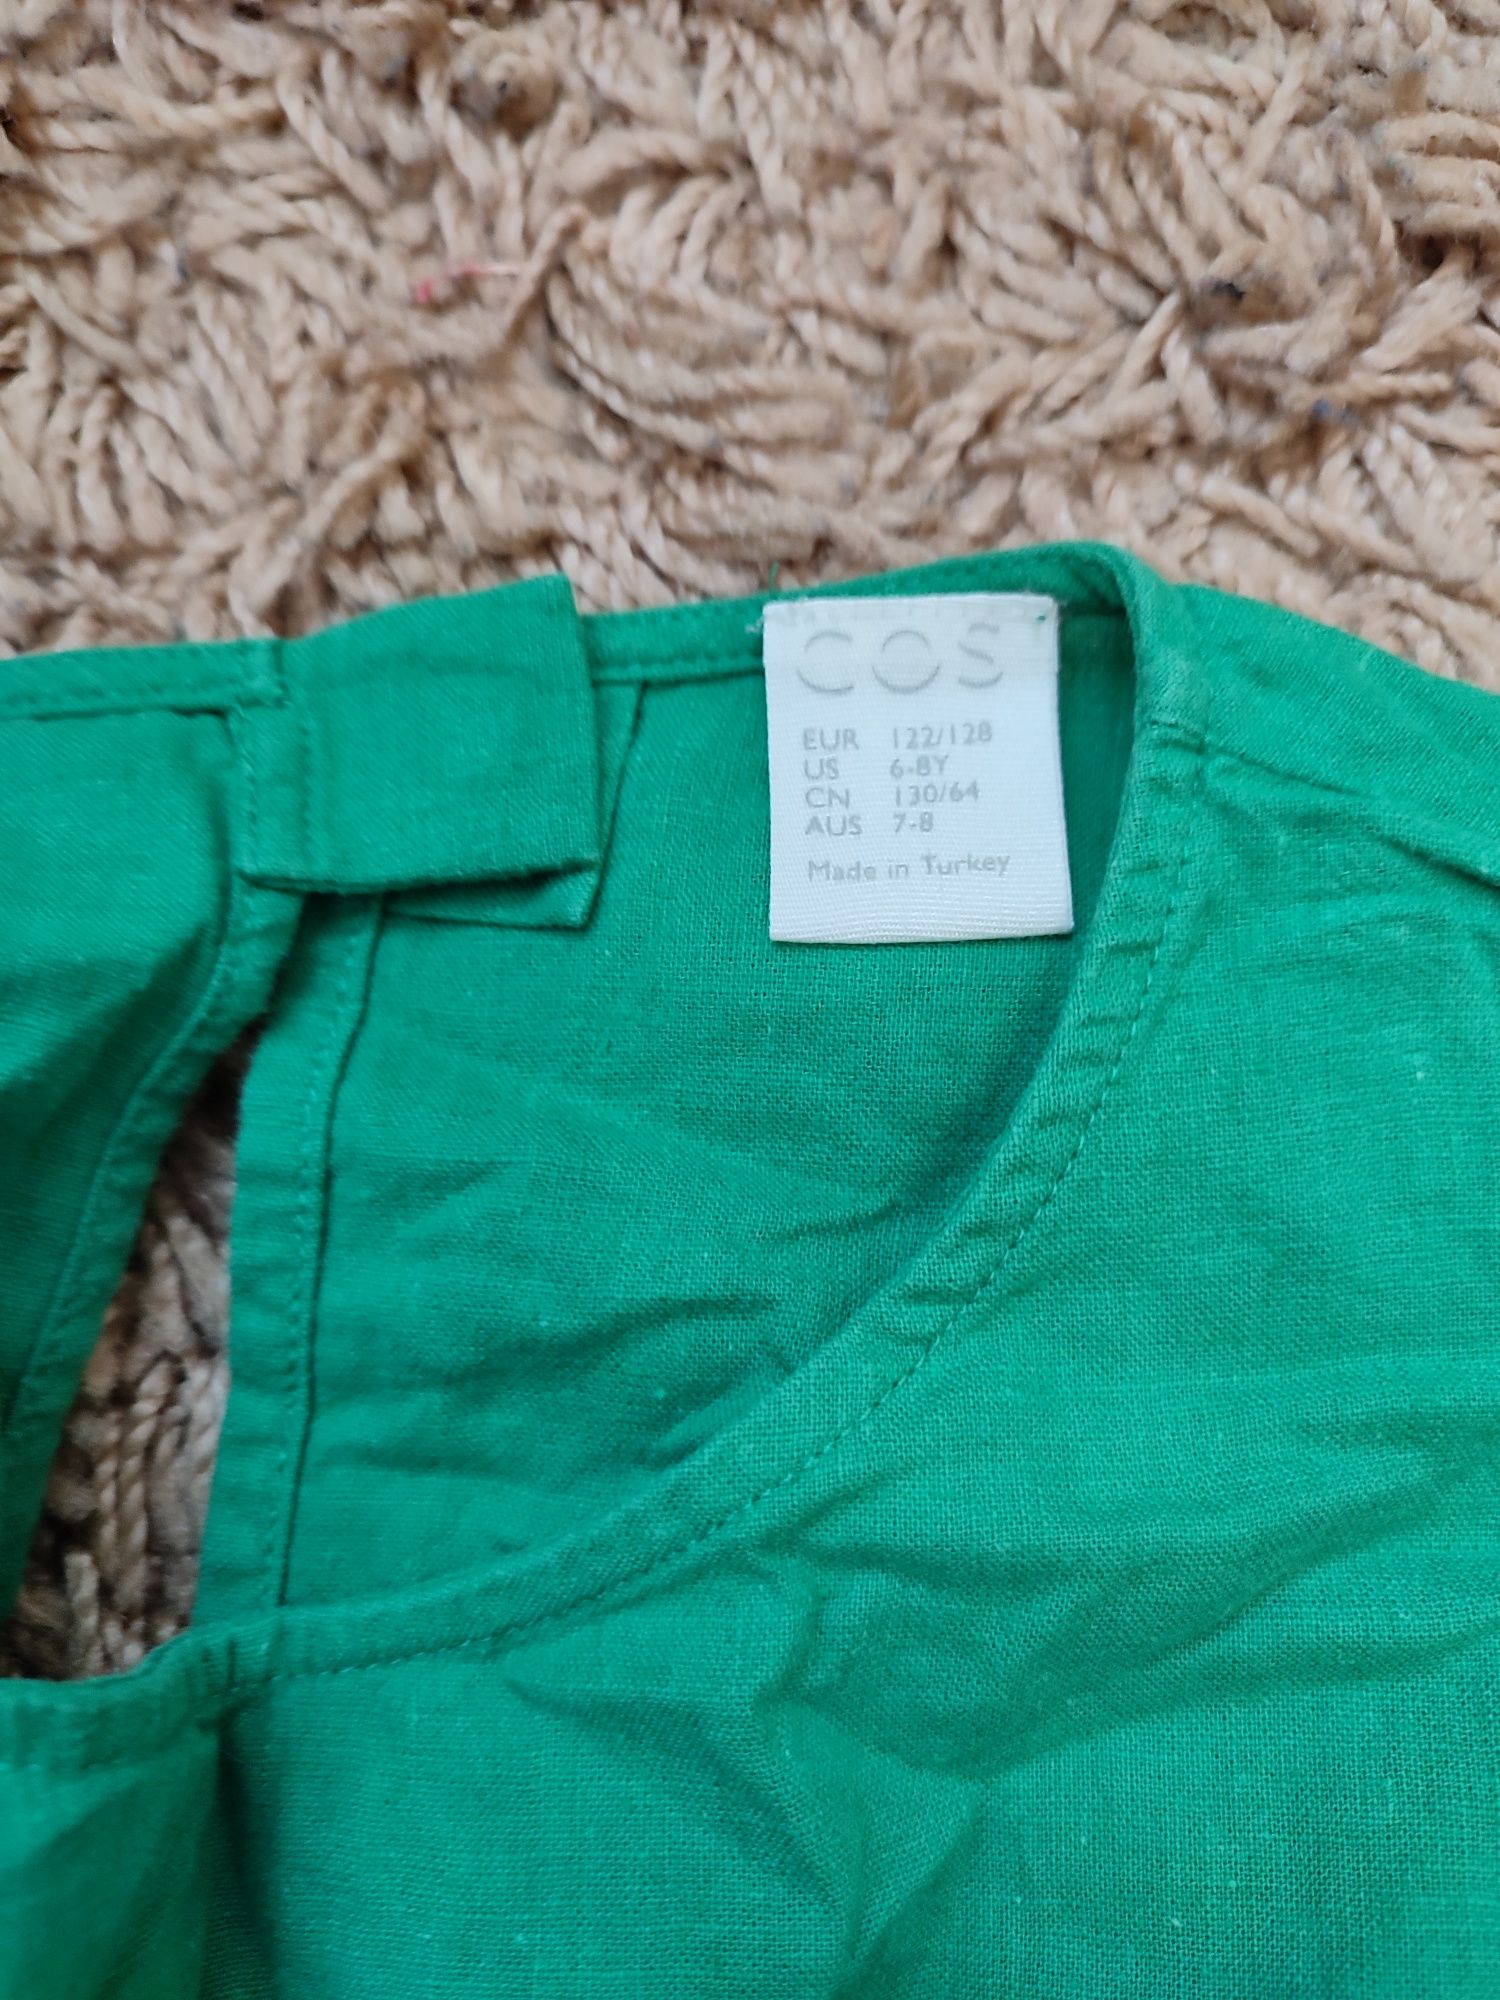 COS
EUR 122/128
US 6-8Y
CN 130/64
AUS 7-8
Made in Turkey